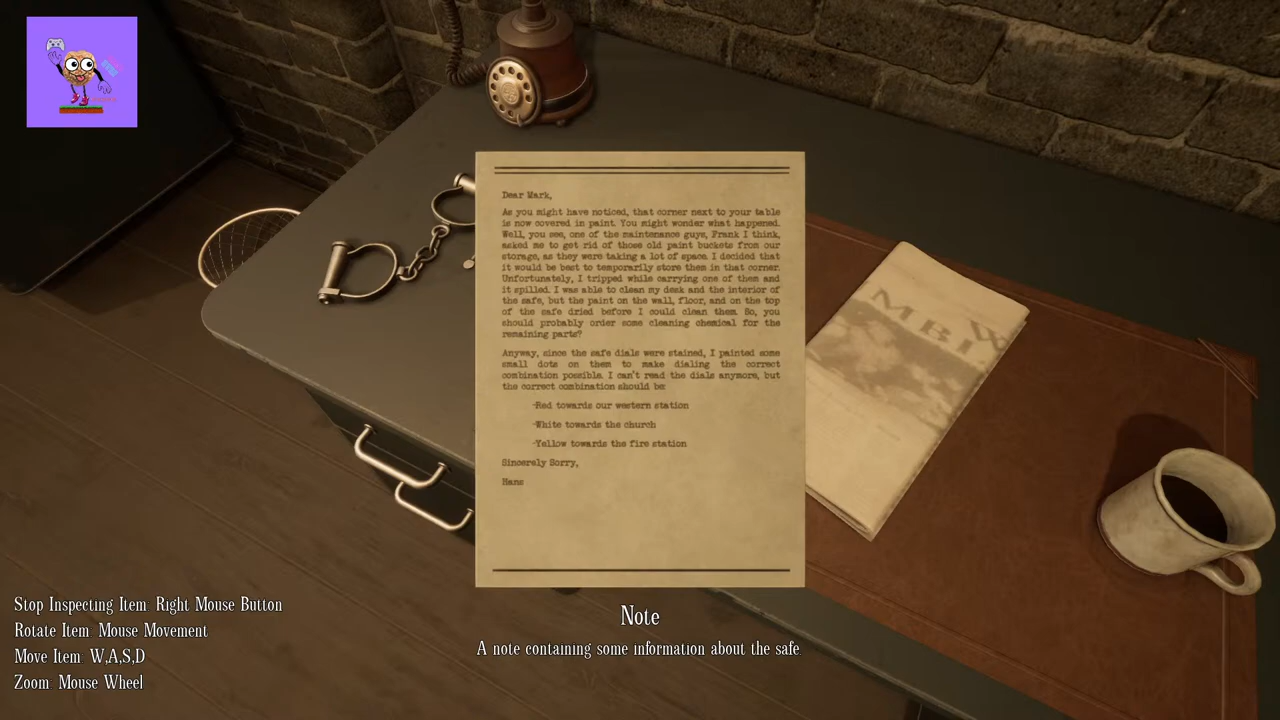 Dear Mark,
As you might have noticed, that corner next to your table
is now covered in paint. You might wonder what happened.
Well, you see, one of the maintenance guys, Frank I think,
asked me to get rid of those old paint buckets from our
storage, as they were taking a lot of space. I decided that
it would be best to temporarily store them in that corner.
Unfortunately, I tripped while carrying one of them and
it spilled. I was able to clean my desk and the interior of
the safe, but the paint on the wall, floor, and on the top
of the safe dried before I could clean them. So, you
should probably order some cleaning chemical for the
remaining parts?
Anyway, since the safe dials were stained, I painted some
small dots on them to make dialing the correct
combination possible. I can't read the dials anymore, but
the correct combination should be:
-Red towards our western station
-White towards the church
-Yellow towards the fire station
Sincerely Sorry,
Hans
Stop Inspecting Item: Right Mouse Button
Rotate Item: Mouse Movement
Move Item: W,A,S,D
Zoom: Mouse Wheel
Note
A note containing some information about the safe.